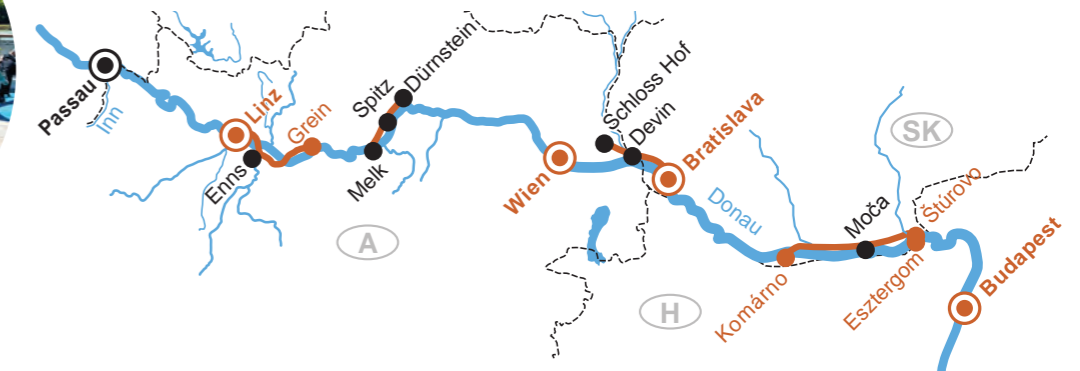 Passau
Inn
Linz
Enns
Grein
Melk
Spitz
Dürnstein
A
Wien
Schloss Hof
Devin
Bratislava
Donau
SK
H
Komárno
Moča
Štúrovo
Esztergom
Budapest